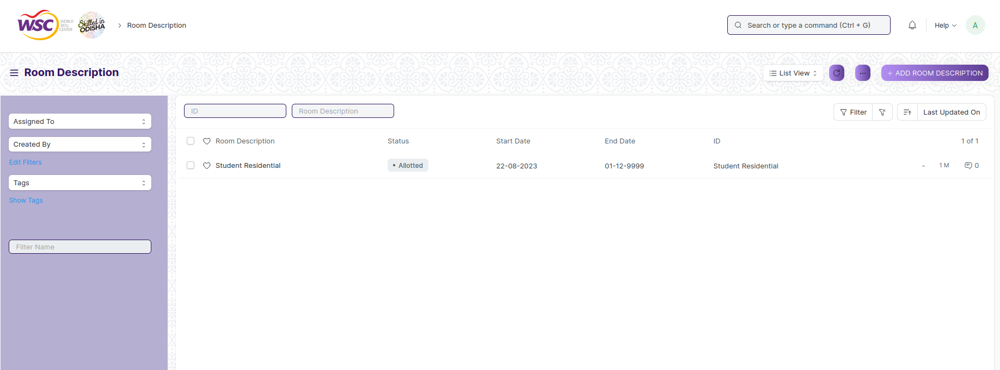 WSC WORLD SKILL CENTER Skilled in ODISHA > Room Description Search or type a command (Ctrl + G) Help A
Room Description List View ... + ADD ROOM DESCRIPTION
Assigned To
Created By
Edit Filters
Tags
Show Tags
Filter Name
ID Room Description Filter Last Updated On
Room Description Status Start Date End Date ID 1 of 1
Student Residential Allotted 22-08-2023 01-12-9999 Student Residential - 1 M 0